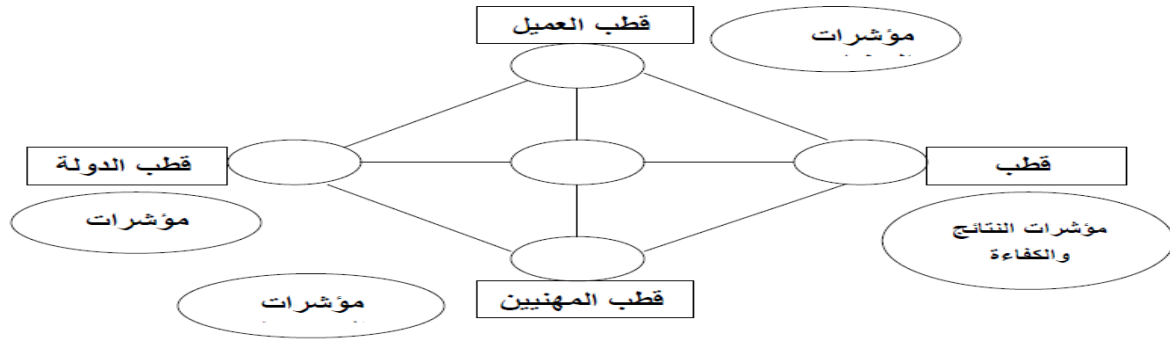 قطب العميل
مؤشرات
قطب الدولة
مؤشرات
قطب
مؤشرات النتائج
والكفاءة
مؤشرات
قطب المهنيين